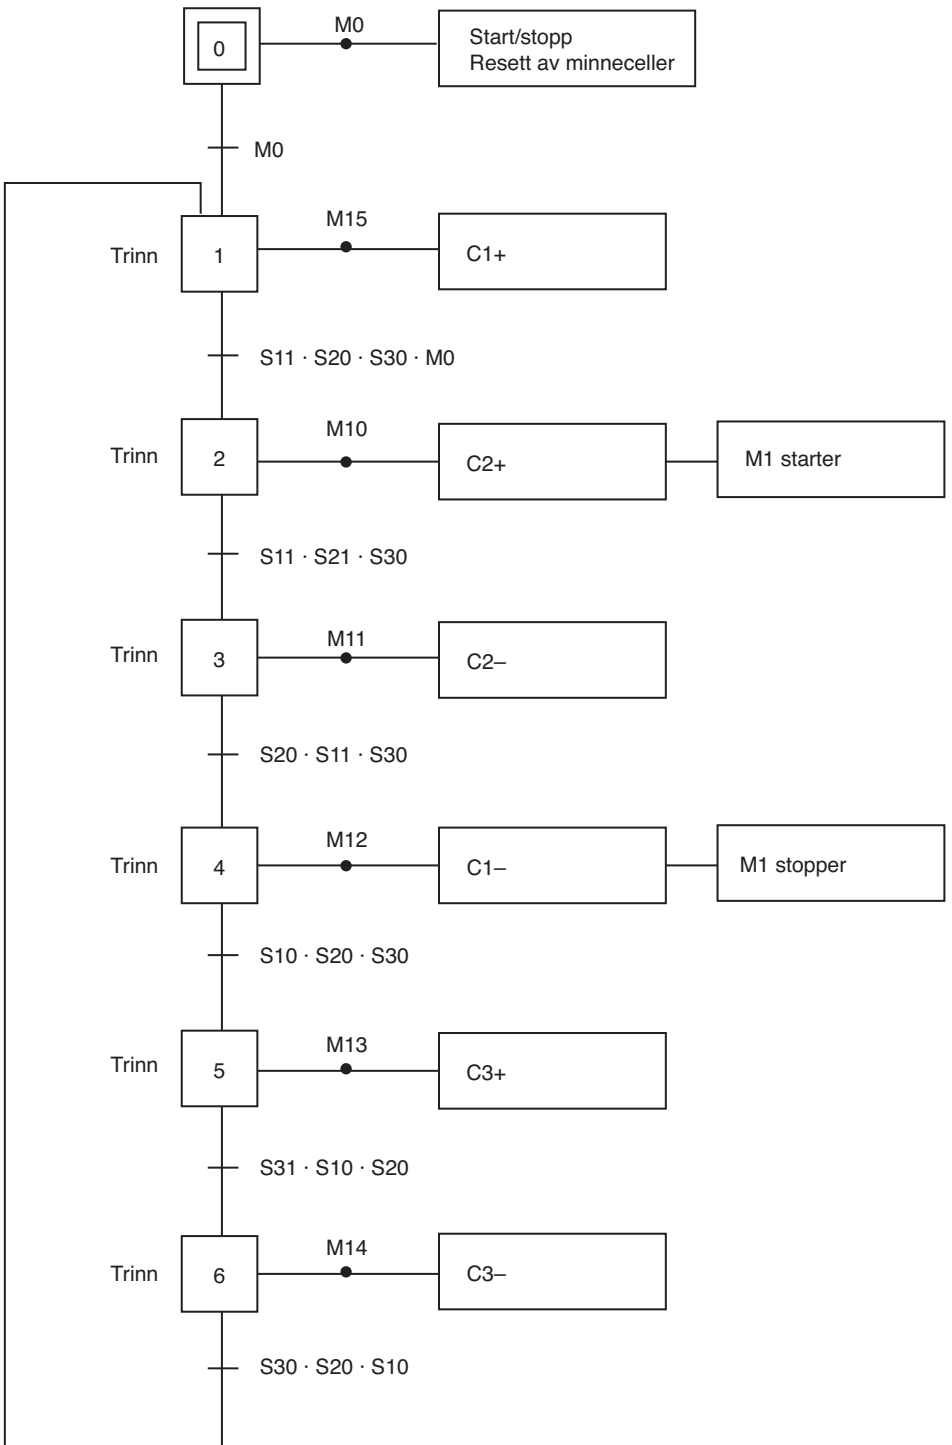 M0
0
Start/stopp
Resett av minneceller
M0
M15
Trinn
1
C1+
S11 · S20 · S30 · M0
M10
Trinn
2
C2+
M1 starter
S11 · S21 · S30
M11
Trinn
3
C2–
S20 · S11 · S30
M12
Trinn
4
C1–
M1 stopper
S10 · S20 · S30
M13
Trinn
5
C3+
S31 · S10 · S20
M14
Trinn
6
C3–
S30 · S20 · S10